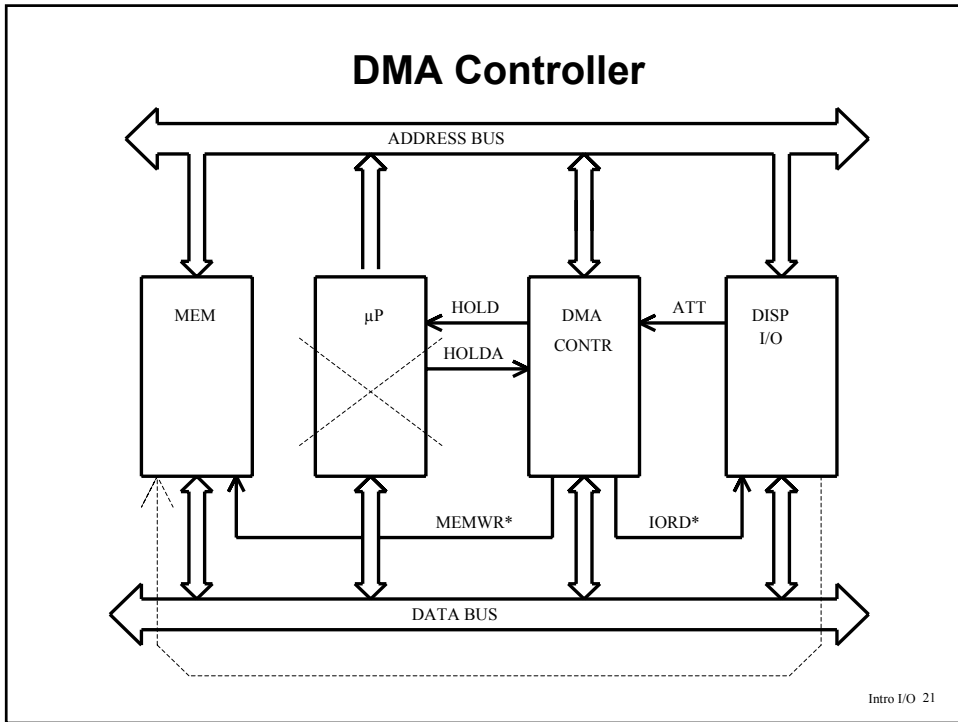 DMA Controller
ADDRESS BUS
MEM
µP
HOLD
HOLDA
DMA
CONTR
ATT
DISP
I/O
MEMWR*
IORD*
DATA BUS
Intro I/O 21